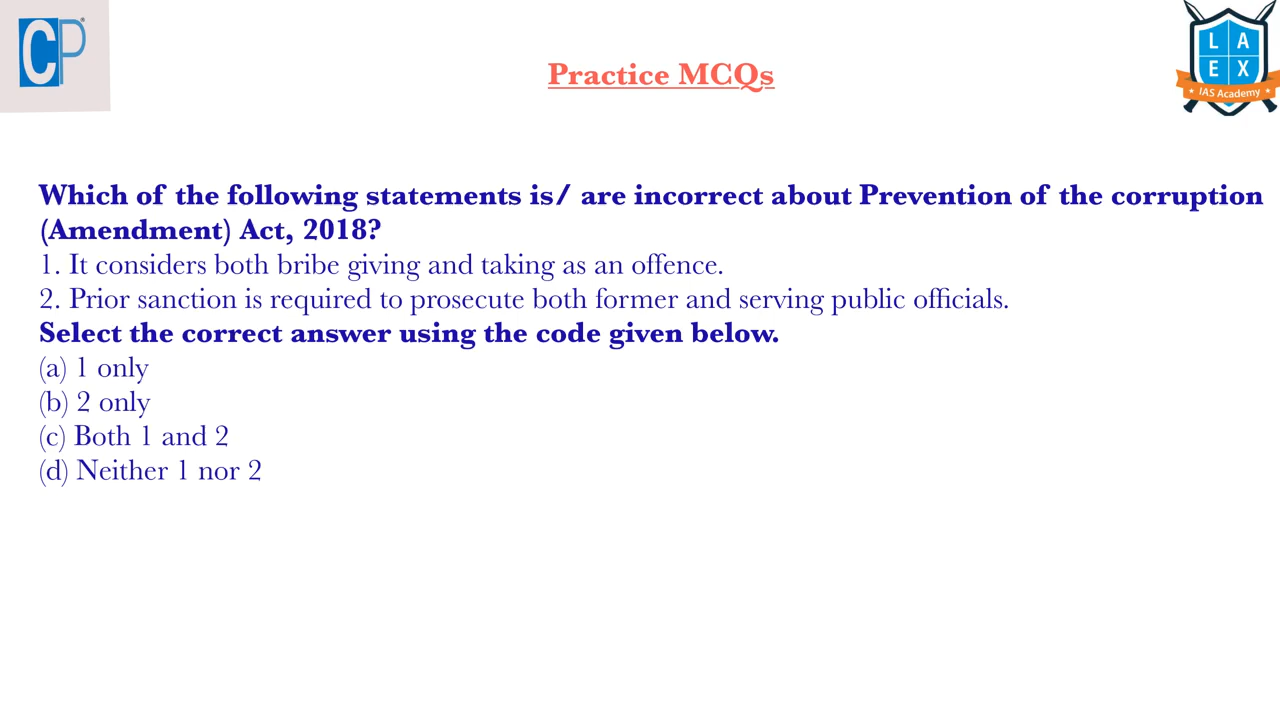 CP
Practice MCQs
L A
E X
IAS Academy
Which of the following statements is/ are incorrect about Prevention of the corruption
(Amendment) Act, 2018?
1. It considers both bribe giving and taking as an offence.
2. Prior sanction is required to prosecute both former and serving public officials.
Select the correct answer using the code given below.
(a) 1 only
(b) 2 only
(c) Both 1 and 2
(d) Neither 1 nor 2